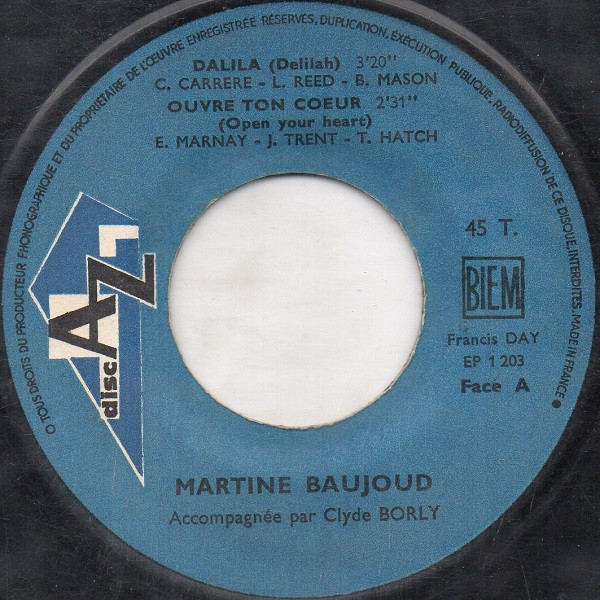 O TOUS DROITS DU PRODUCTEUR PHONOGRAPHIQUE ET DU PROPRIETAIRE DE L'ŒUVRE ENREGISTRÉE RÉSERVÉS, DUPLICATION, EXÉCUTION PUBLIQUE, RADIODIFFUSION DE CE DISQUE, INTERDITES. MADE IN FRANCE ●
DALILA (Delilah) 3'20"
C. CARRERE - L. REED - B. MASON
OUVRE TON COEUR 2'31"
(Open your heart)
E. MARNAY - J. TRENT - T. HATCH
disc AZ
45 T.
BIEM
Francis DAY
EP 1 203
Face A
MARTINE BAUJOUD
Accompagnée par Clyde BORLY